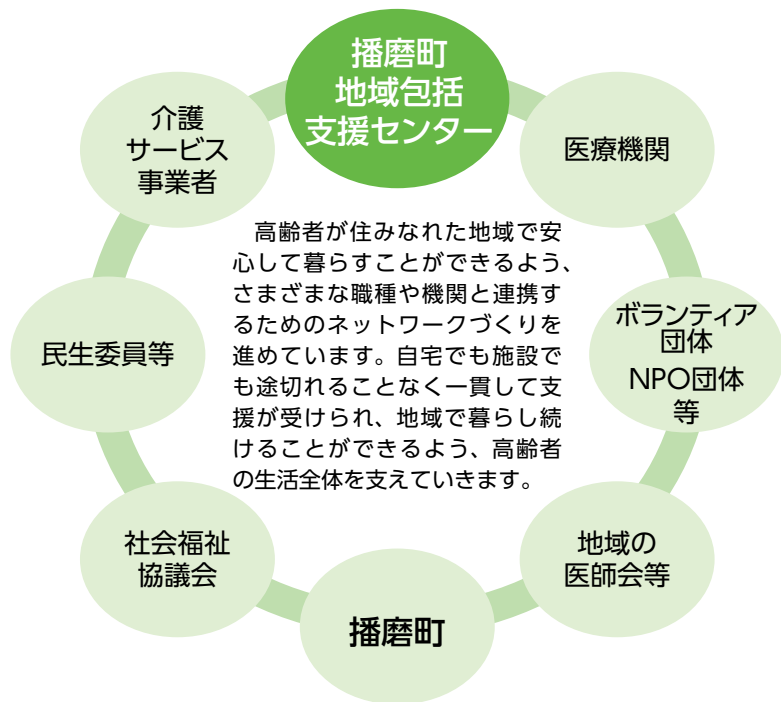 播磨町
地域包括
支援センター
医療機関
ボランティア
団体
NPO団体
等
地域の
医師会等
播磨町
社会福祉
協議会
民生委員等
介護
サービス
事業者
高齢者が住みなれた地域で安
心して暮らすことができるよう、
さまざまな職種や機関と連携す
るためのネットワークづくりを
進めています。自宅でも施設で
も途切れることなく一貫して支
援が受けられ、地域で暮らし続
けることができるよう、高齢者
の生活全体を支えていきます。